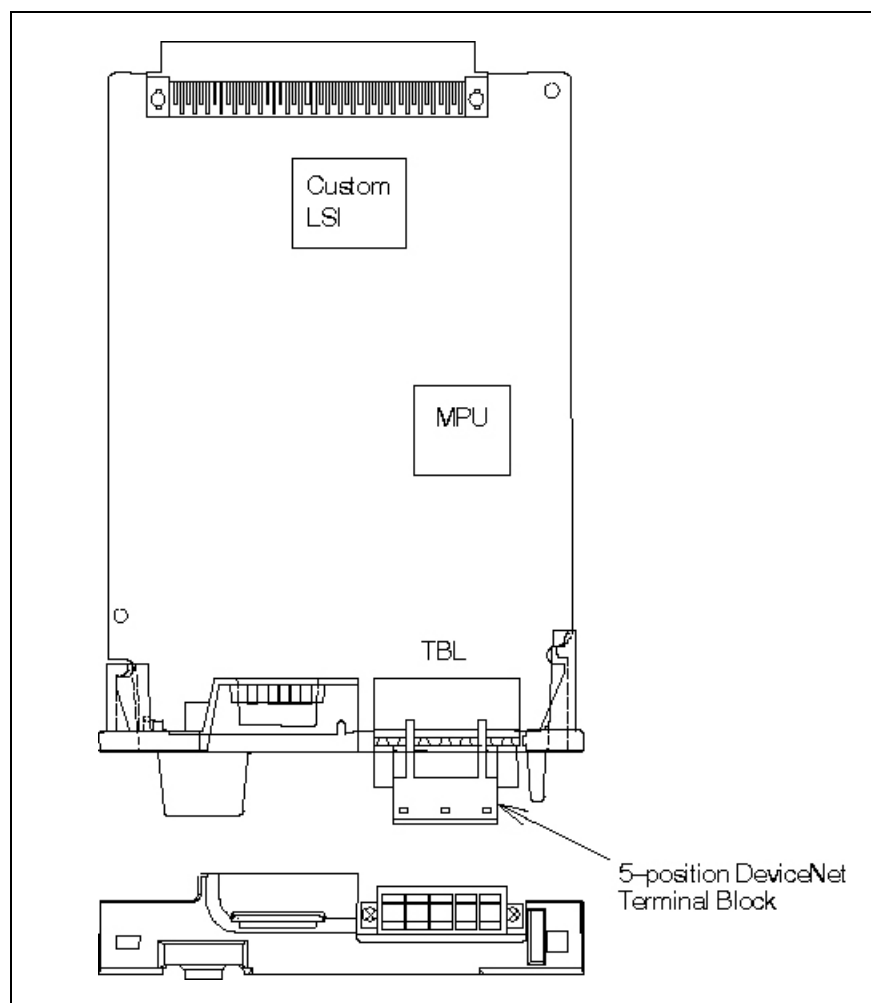 Custom
LSI
MPU
TBL
5-position DeviceNet
Terminal Block